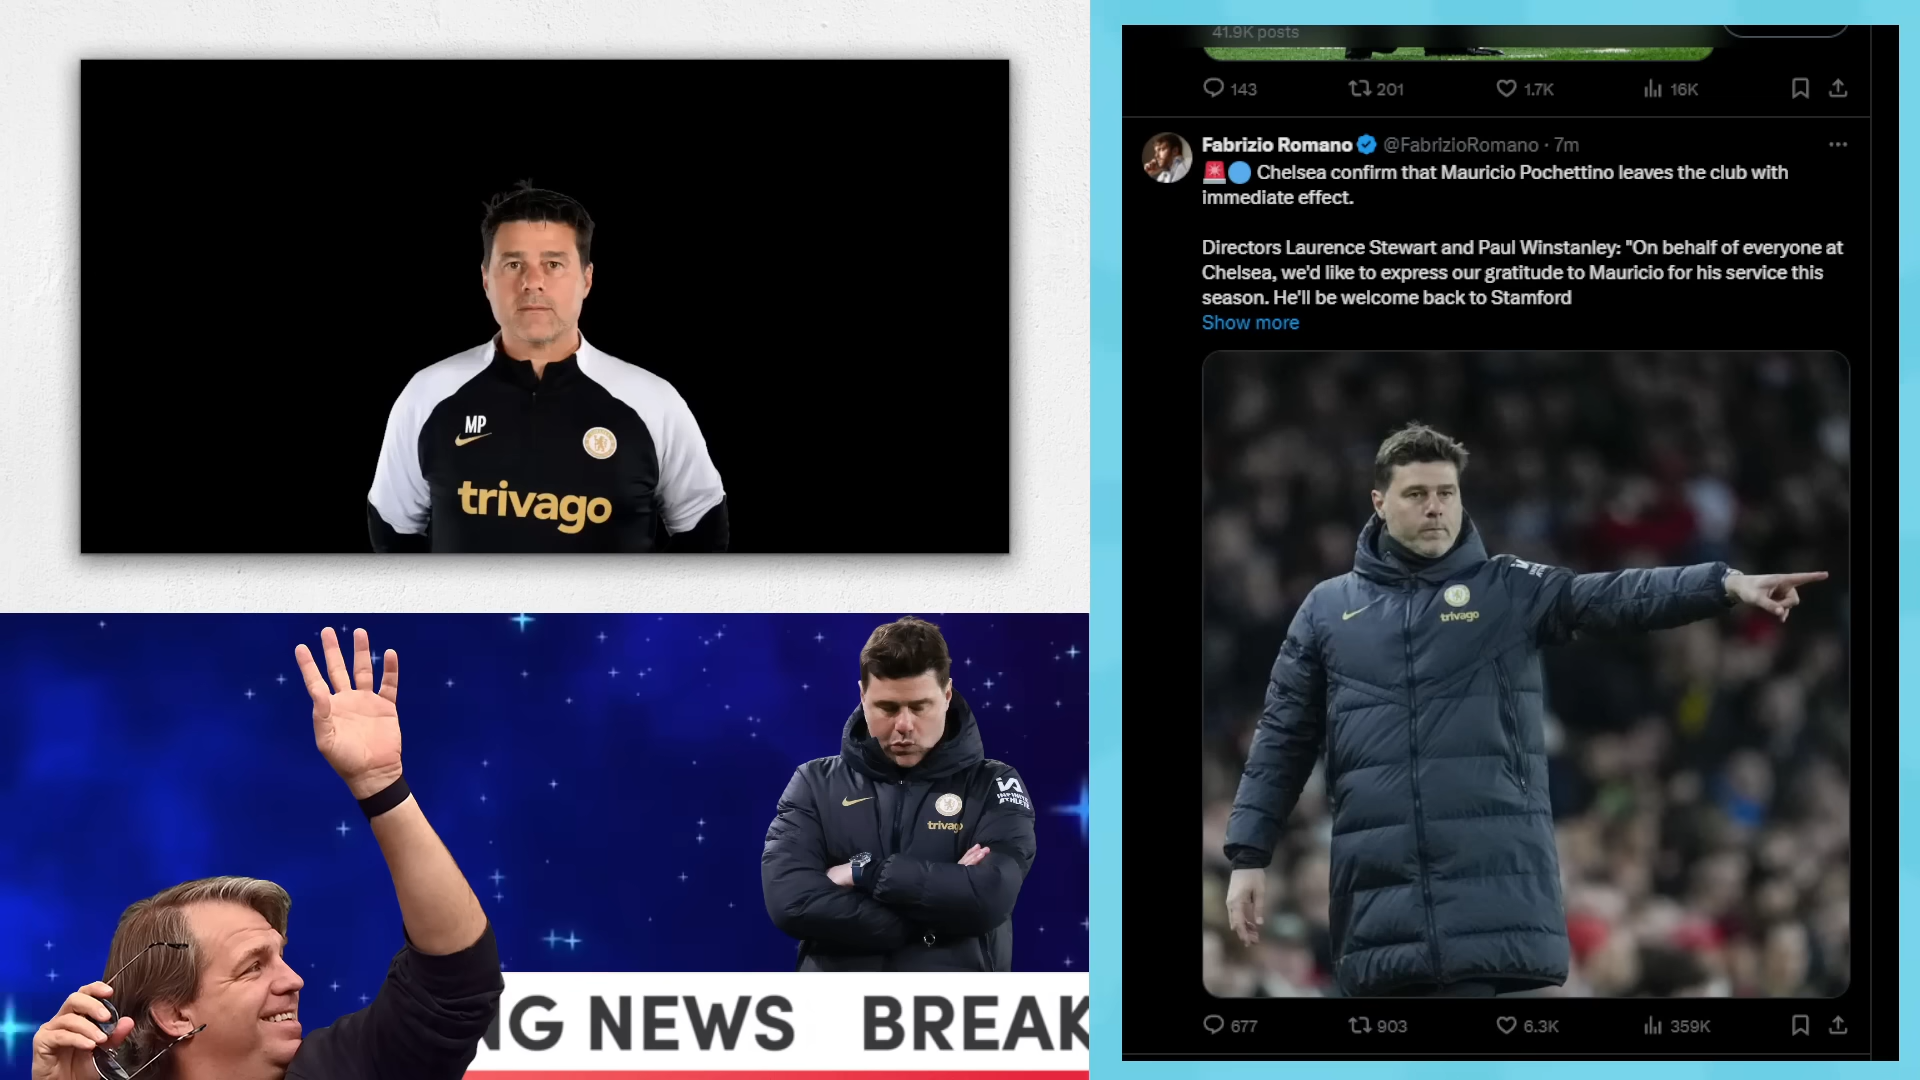 MP
trivago
INFINITE
ATHLETE
trivago
NG NEWS BREAK
41.9K posts
143 201 1.7K 16K
Fabrizio Romano @FabrizioRomano · 7m
🚨🔵 Chelsea confirm that Mauricio Pochettino leaves the club with
immediate effect.
Directors Laurence Stewart and Paul Winstanley: "On behalf of everyone at
Chelsea, we'd like to express our gratitude to Mauricio for his service this
season. He'll be welcome back to Stamford
Show more
trivago
677 903 6.3K 359K